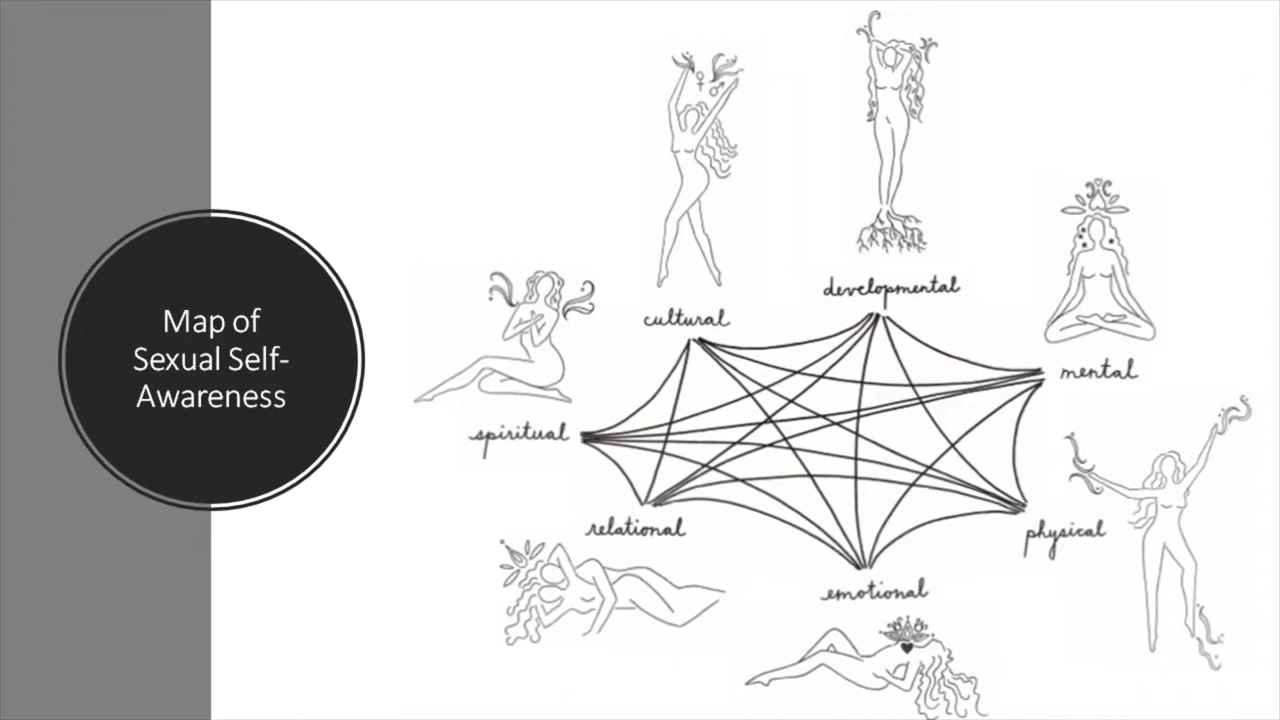 Map of
Sexual Self-
Awareness
developmental
cultural
mental
spiritual
relational
physical
emotional